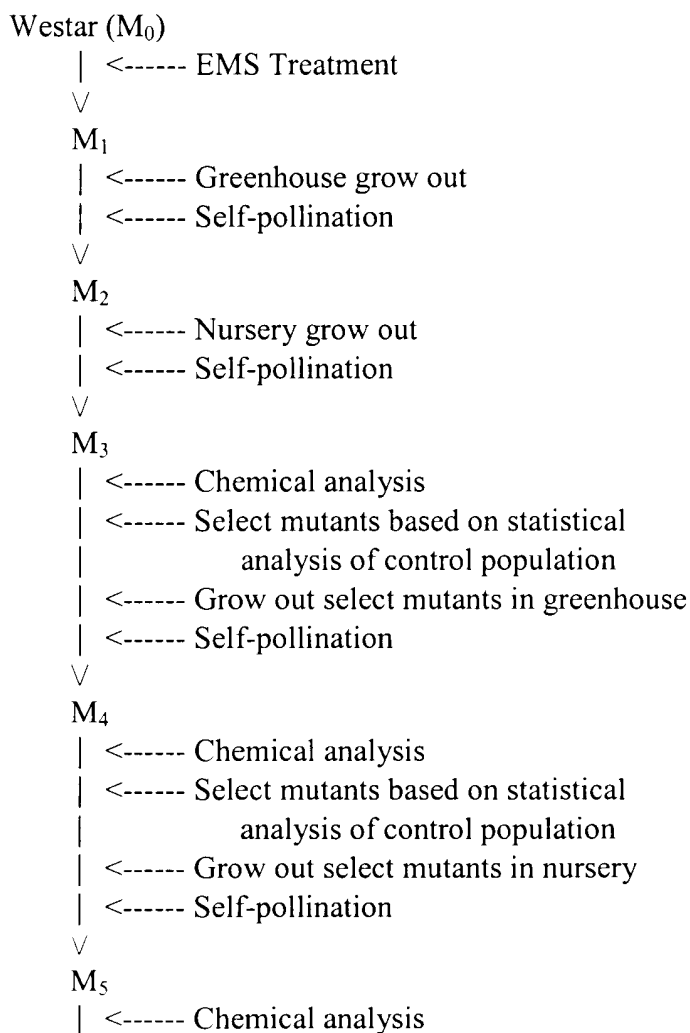 Westar (M₀)
| <------ EMS Treatment
V
M₁
| <------ Greenhouse grow out
| <------ Self-pollination
V
M₂
| <------ Nursery grow out
| <------ Self-pollination
V
M₃
| <------ Chemical analysis
| <------ Select mutants based on statistical
| analysis of control population
| <------ Grow out select mutants in greenhouse
| <------ Self-pollination
V
M₄
| <------ Chemical analysis
| <------ Select mutants based on statistical
| analysis of control population
| <------ Grow out select mutants in nursery
| <------ Self-pollination
V
M₅
| <------ Chemical analysis